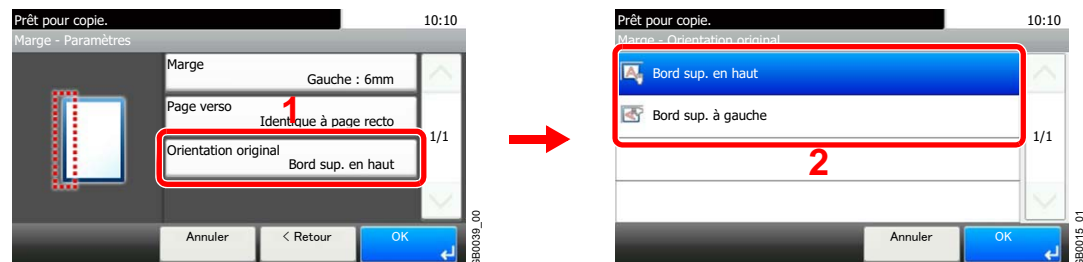 Prêt pour copie.
10:10
Marge - Paramètres
Marge
Gauche : 6mm
Page verso
1
Identique à page recto
1/1
Orientation original
Bord sup. en haut
Annuler
< Retour
OK
GB0039_00
Prêt pour copie.
10:10
Marge - Orientation original
Bord sup. en haut
Bord sup. à gauche
1/1
2
Annuler
OK
GB0015_01